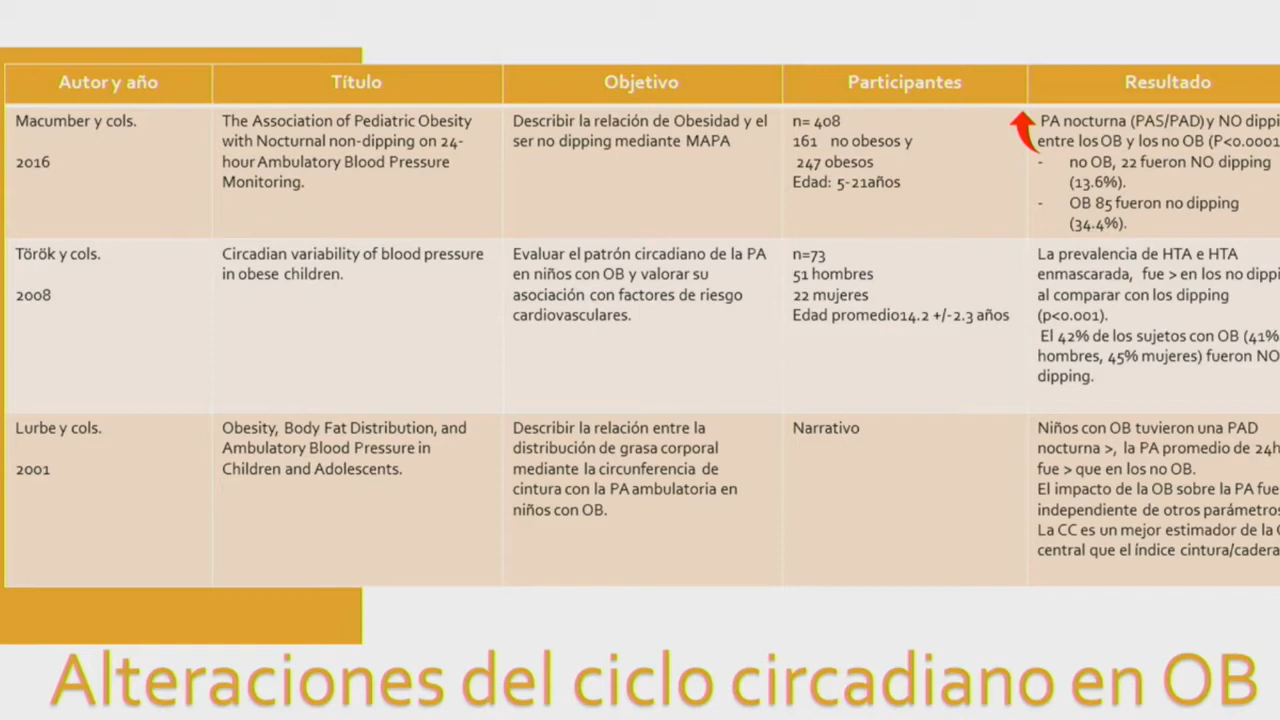 Autor y año
Título
Objetivo
Participantes
Resultado
Macumber y cols.
2016
The Association of Pediatric Obesity
with Nocturnal non-dipping on 24-
hour Ambulatory Blood Pressure
Monitoring.
Describir la relación de Obesidad y el
ser no dipping mediante MAPA
n= 408
161 no obesos y
247 obesos
Edad: 5-21años
PA nocturna (PAS/PAD) y NO
entre los OB y los no OB (P<0.0001
- no OB, 22 fueron NO dipping
(13.6%).
- OB 85 fueron no dipping
(34.4%).
Török y cols.
2008
Circadian variability of blood pressure
in obese children.
Evaluar el patrón circadiano de la PA
en niños con OB y valorar su
asociación con factores de riesgo
cardiovasculares.
n=73
51 hombres
22 mujeres
Edad promedio14.2 +/-2.3 años
La prevalencia de HTA e HTA
enmascarada, fue > en los no
al comparar con los dipping
(p<0.001).
El 42% de los sujetos con OB (41%
hombres, 45% mujeres) fueron NO
dipping.
Lurbe y cols.
2001
Obesity, Body Fat Distribution, and
Ambulatory Blood Pressure in
Children and Adolescents.
Describir la relación entre la
distribución de grasa corporal
mediante la circunferencia de
cintura con la PA ambulatoria en
niños con OB.
Narrativo
Niños con OB tuvieron una PAD
nocturna >, la PA promedio de 24h
fue > que en los no OB.
El impacto de la OB sobre la PA fue
independiente de otros parámetros
La CC es un mejor estimador de la
central que el índice cintura/cadera
Alteraciones del ciclo circadiano en OB